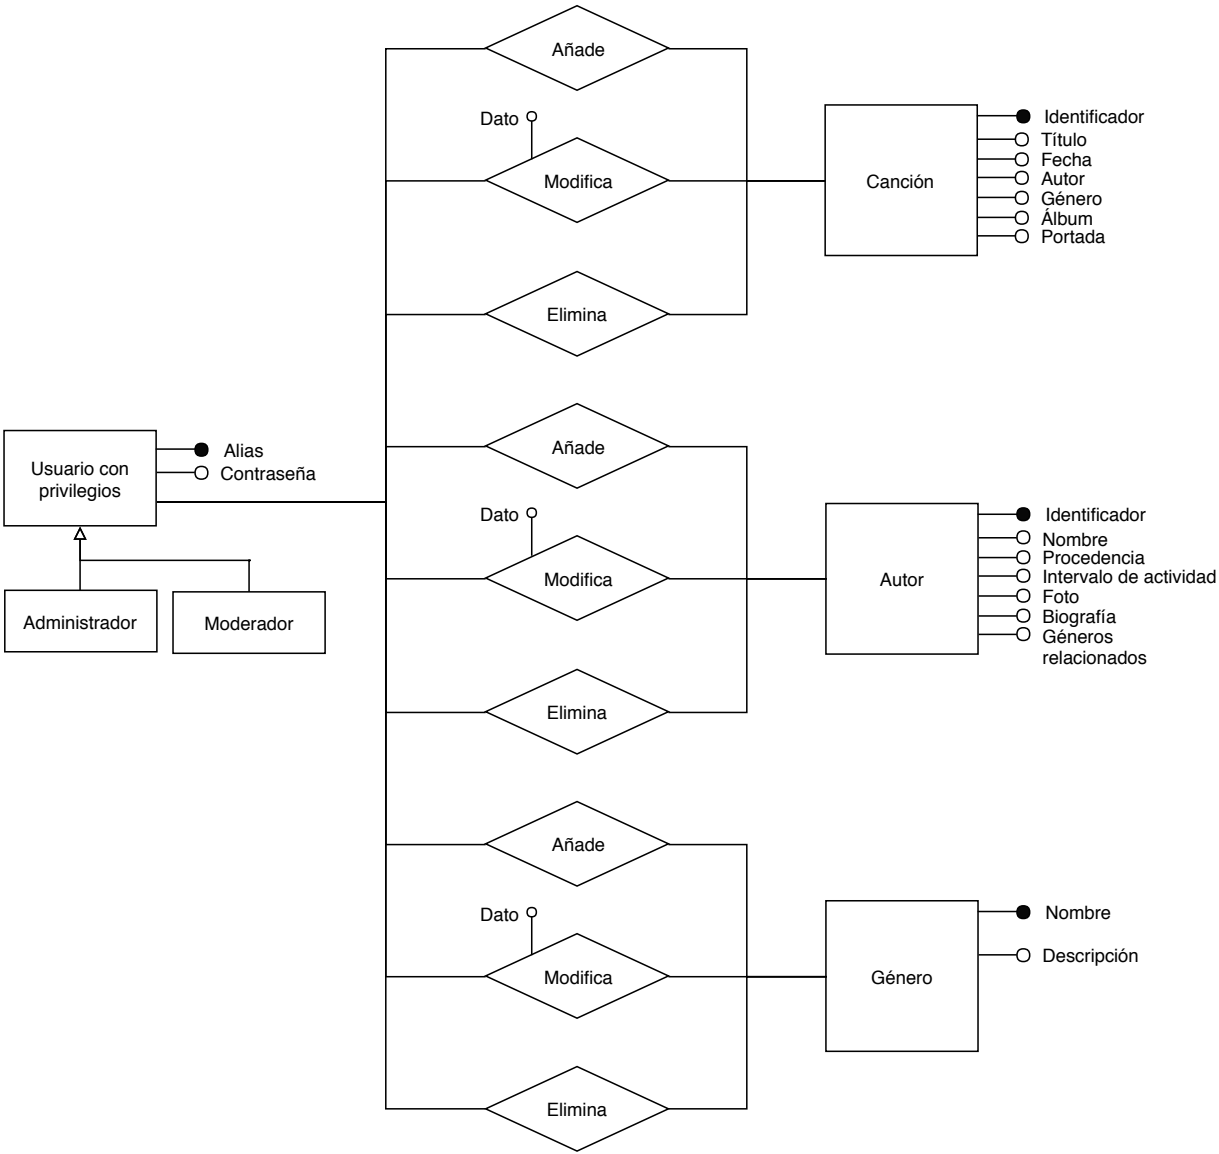 Añade
Dato
Modifica
Elimina
Canción
Identificador
Título
Fecha
Autor
Género
Álbum
Portada
Usuario con
privilegios
Alias
Contraseña
Administrador
Moderador
Añade
Dato
Modifica
Elimina
Autor
Identificador
Nombre
Procedencia
Intervalo de actividad
Foto
Biografía
Géneros
relacionados
Añade
Dato
Modifica
Elimina
Género
Nombre
Descripción